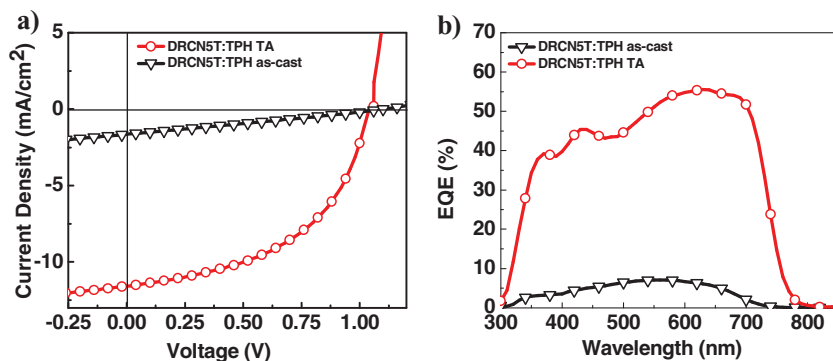 a)
DRCN5T:TPH TA
DRCN5T:TPH as-cast
5
0
-5
-10
Current Density (mA/cm²)
-0.25 0.00 0.25 0.50 0.75 1.00
Voltage (V)
b)
DRCN5T:TPH as-cast
DRCN5T:TPH TA
70
60
50
40
30
20
10
0
EQE (%)
300 400 500 600 700 800
Wavelength (nm)